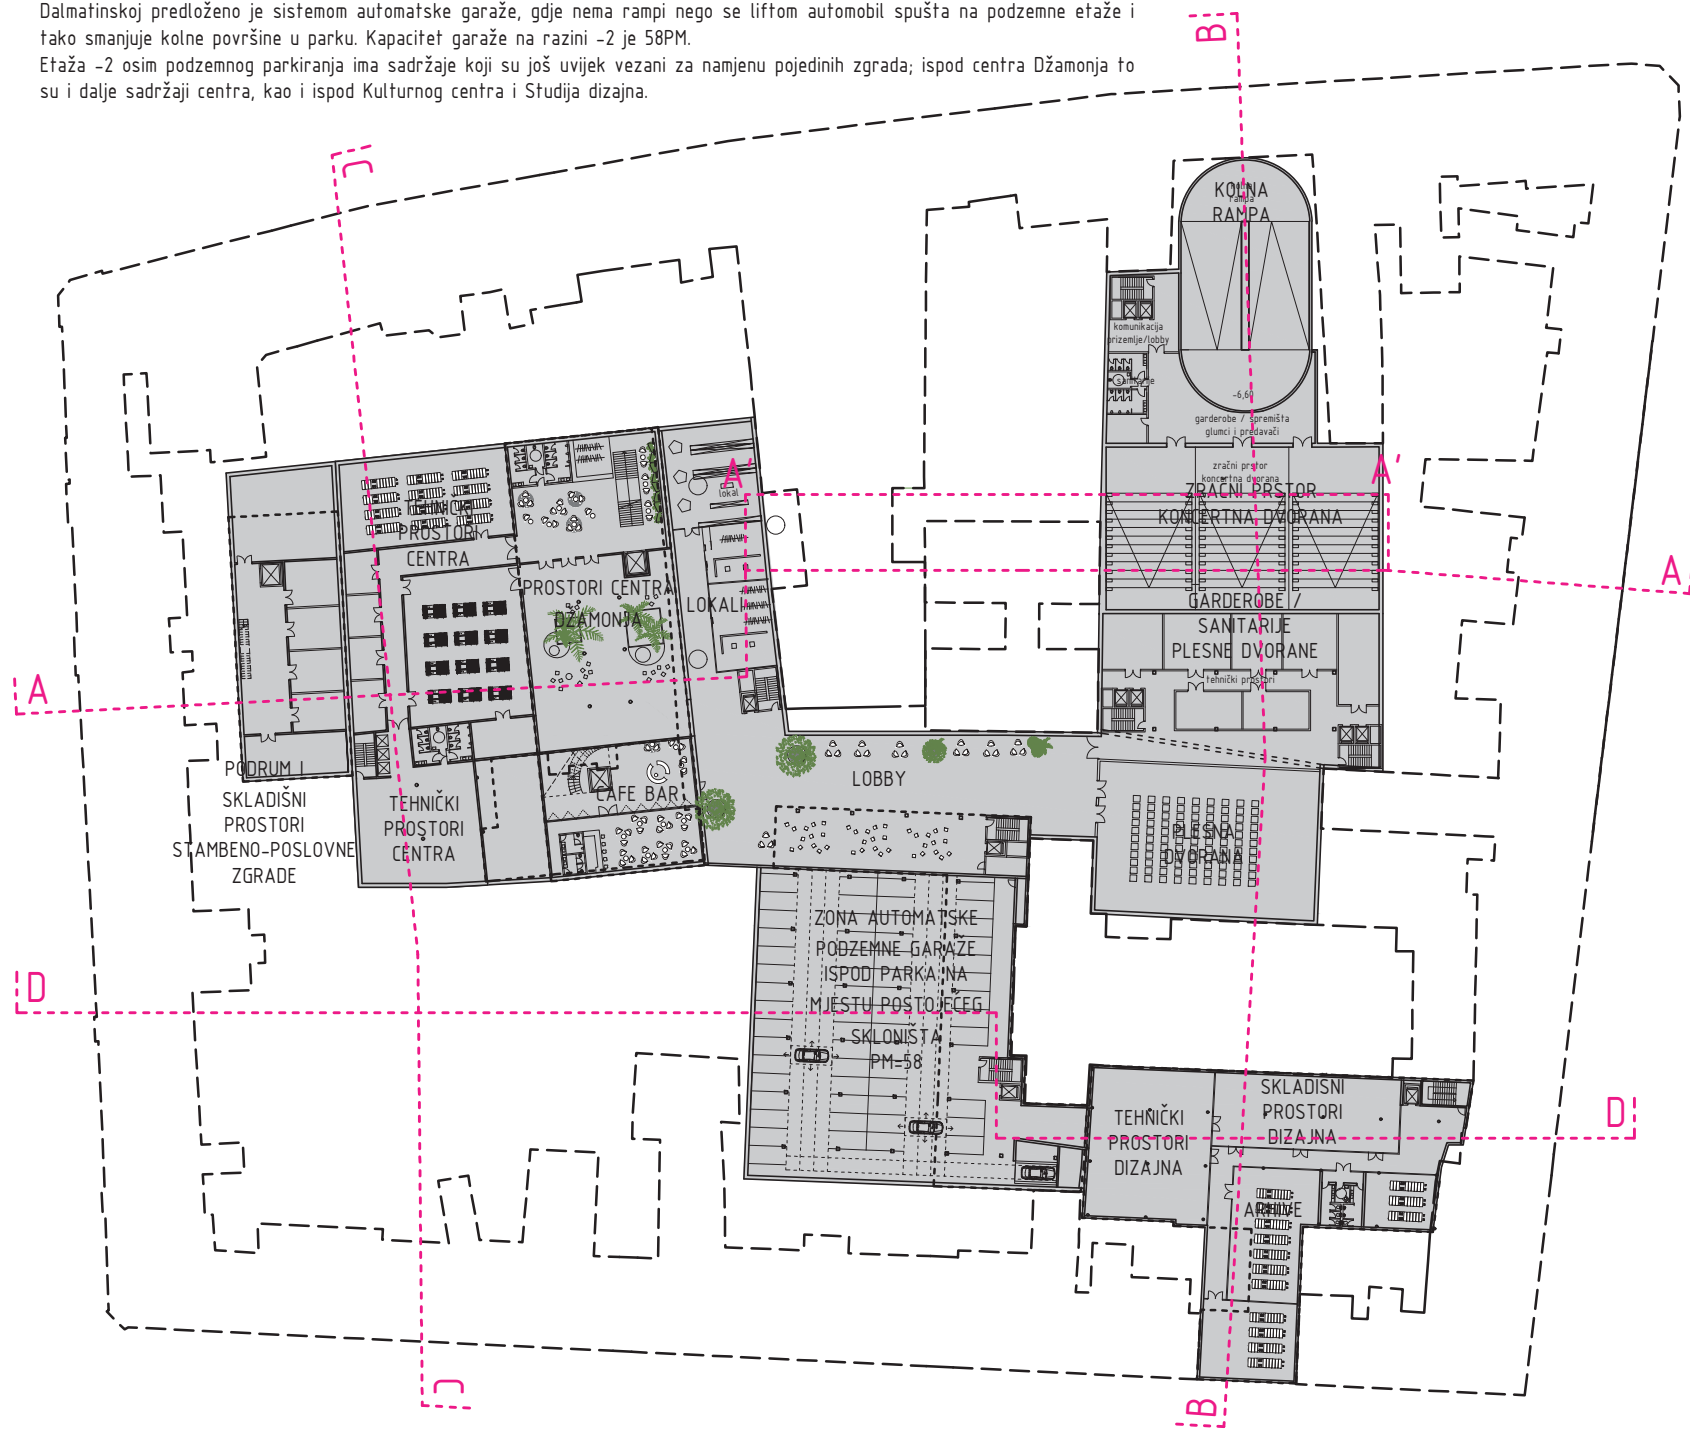 Dalmatinskoj predloženo je sistemom automatske garaže, gdje nema rampi nego se liftom automobil spušta na podzemne etaže i
tako smanjuje kolne površine u parku. Kapacitet garaže na razini -2 je 58PM.
Etaža -2 osim podzemnog parkiranja ima sadržaje koji su još uvijek vezani za namjenu pojedinih zgrada; ispod centra Džamonja to
su i dalje sadržaji centra, kao i ispod Kulturnog centra i Studija dizajna.
B
C
KOLNA
RAMPA
rampa
komunikacija
prizemlje/lobby
sanitarije
-6,60
garderobe / spremišta
glumci i predavači
zračni prstor
koncertna dvorana
ZRAČNI PRSTOR
KONCERTNA DVORANA
A'
A'
lokal
TEHNIČKI
PROSTORI
CENTRA
PROSTORI CENTRA
DŽAMONJA
LOKALI
A
GARDEROBE /
SANITARIJE
PLESNE DVORANE
tehnički prostori
A
LOBBY
PODRUM I
SKLADIŠNI
PROSTORI
STAMBENO-POSLOVNE
ZGRADE
TEHNIČKI
PROSTORI
CENTRA
CAFE BAR
PLESNA
DVORANA
ZONA AUTOMATSKE
PODZEMNE GARAŽE
ISPOD PARKA NA
MJESTU POSTOJEĆEG
SKLONIŠTA
PM=58
D
TEHNIČKI
PROSTORI
DIZAJNA
SKLADIŠNI
PROSTORI
DIZAJNA
D
ARHIVE
C
B